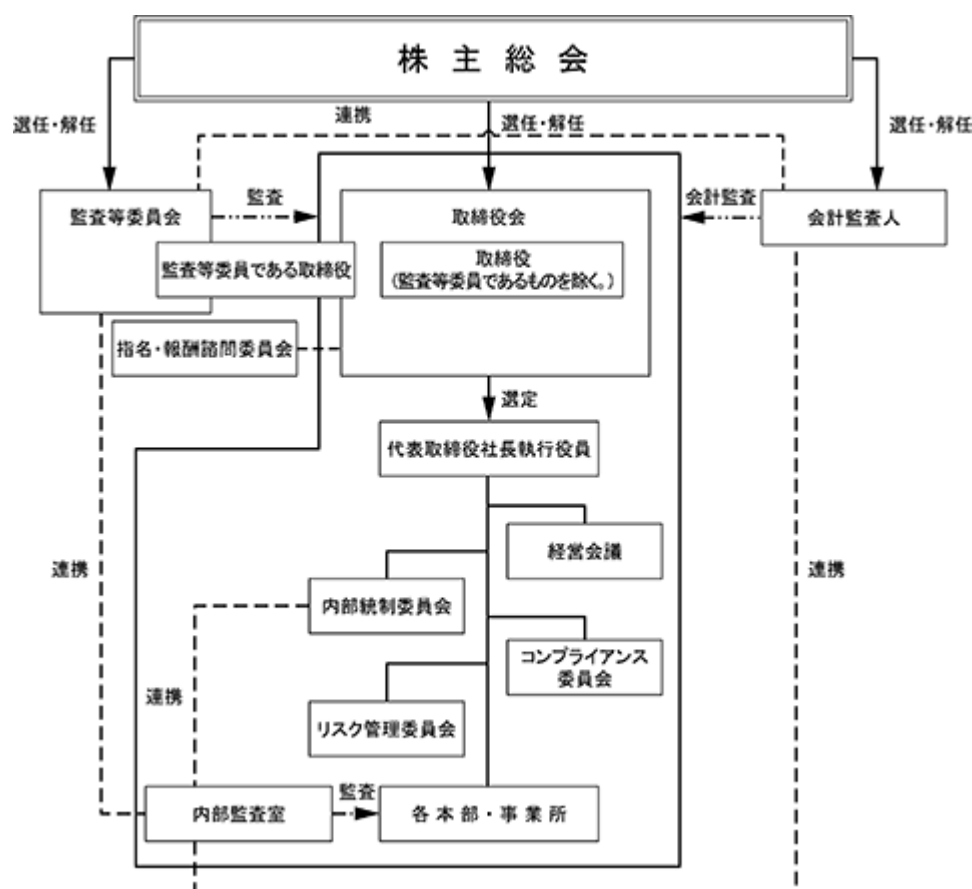 株主総会
連携
選任・解任
選任・解任
選任・解任
監査等委員会
監査
取締役会
会計監査
会計監査人
監査等委員である取締役
取締役
（監査等委員であるものを除く。）
指名・報酬諮問委員会
選定
代表取締役社長執行役員
経営会議
連携
連携
内部統制委員会
コンプライアンス
委員会
連携
リスク管理委員会
内部監査室
監査
各本部・事業所